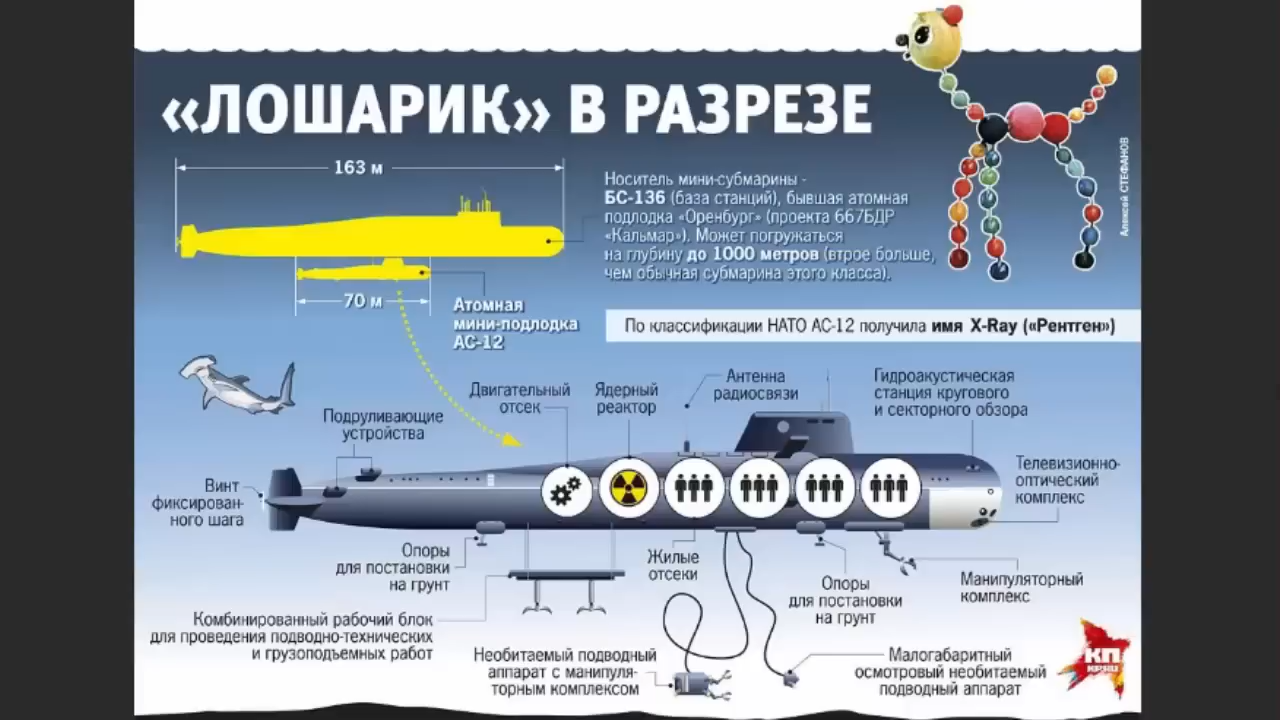 «ЛОШАРИК» В РАЗРЕЗЕ
163 м
Носитель мини-субмарины -
БС-136 (база станций), бывшая атомная
подлодка «Оренбург» (проекта 667БДР
«Кальмар»). Может погружаться
на глубину до 1000 метров (втрое больше,
чем обычная субмарина этого класса).
Алексей СТЕФАНОВ
70 м
Атомная
мини-подлодка
АС-12
По классификации НАТО АС-12 получила имя X-Ray («Рентген»)
Подруливающие
устройства
Двигательный
отсек
Ядерный
реактор
Антенна
радиосвязи
Гидроакустическая
станция кругового
и секторного обзора
Винт
фиксирован-
ного шага
Телевизионно-
оптический
комплекс
Опоры
для постановки
на грунт
Жилые
отсеки
Опоры
для постановки
на грунт
Манипуляторный
комплекс
Комбинированный рабочий блок
для проведения подводно-технических
и грузоподъемных работ
Необитаемый подводный
аппарат с манипуля-
торным комплексом
Малогабаритный
осмотровый необитаемый
подводный аппарат
КП
KP.RU